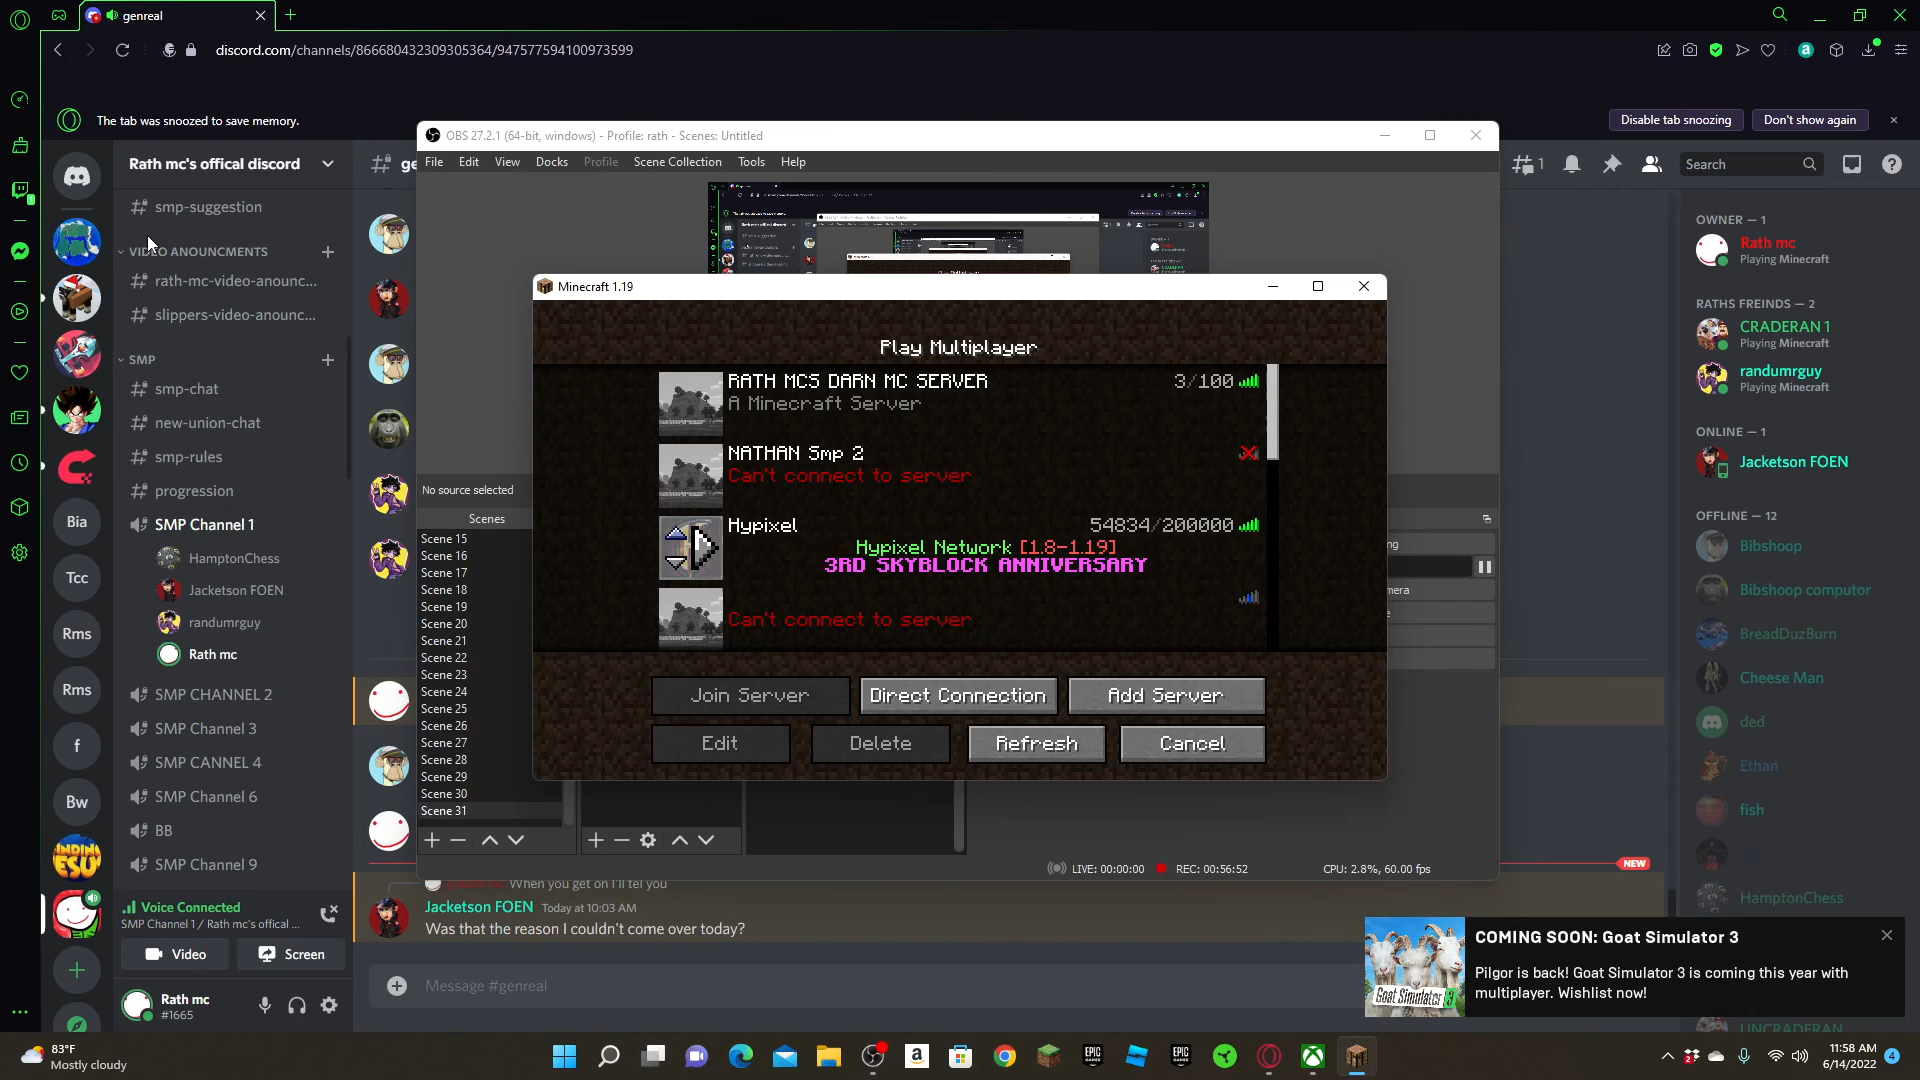 genreal
discord.com/channels/866680432309305364/947577594100973599
The tab was snoozed to save memory.
Disable tab snoozing
Don't show again
Rath mc's offical discord
ge
1
Search
smp-suggestion
VIDEO ANOUNCMENTS
rath-mc-video-anounc...
slippers-video-anounc...
SMP
smp-chat
new-union-chat
smp-rules
progression
SMP Channel 1
HamptonChess
Jacketson FOEN
randumrguy
Rath mc
SMP CHANNEL 2
SMP Channel 3
SMP CANNEL 4
SMP Channel 6
BB
SMP Channel 9
Voice Connected
SMP Channel 1 / Rath mc's offical ...
Video
Screen
Rath mc
#1665
Bia
Tcc
Rms
Rms
f
Bw
OBS 27.2.1 (64-bit, windows) - Profile: rath - Scenes: Untitled
File
Edit
View
Docks
Profile
Scene Collection
Tools
Help
No source selected
Scenes
Scene 15
Scene 16
Scene 17
Scene 18
Scene 19
Scene 20
Scene 21
Scene 22
Scene 23
Scene 24
Scene 25
Scene 26
Scene 27
Scene 28
Scene 29
Scene 30
Scene 31
LIVE: 00:00:00
REC: 00:56:52
CPU: 2.8%, 60.00 fps
Minecraft 1.19
Play Multiplayer
RATH MCS DARN MC SERVER
3/100
A Minecraft Server
NATHAN Smp 2
Can't connect to server
Hypixel
54834/200000
Hypixel Network [1.8-1.19]
3RD SKYBLOCK ANNIVERSARY
Can't connect to server
Join Server
Direct Connection
Add Server
Edit
Delete
Refresh
Cancel
When you get on I'll tell you
Jacketson FOEN Today at 10:03 AM
Was that the reason I couldn't come over today?
Message #genreal
NEW
OWNER — 1
Rath mc
Playing Minecraft
RATHS FREINDS — 2
CRADERAN 1
Playing Minecraft
randumrguy
Playing Minecraft
ONLINE — 1
Jacketson FOEN
OFFLINE — 12
Bibshoop
Bibshoop computor
BreadDuzBurn
Cheese Man
ded
Ethan
fish
HamptonChess
UNCRADERAN
COMING SOON: Goat Simulator 3
Pilgor is back! Goat Simulator 3 is coming this year with
multiplayer. Wishlist now!
83°F
Mostly cloudy
11:58 AM
6/14/2022
4